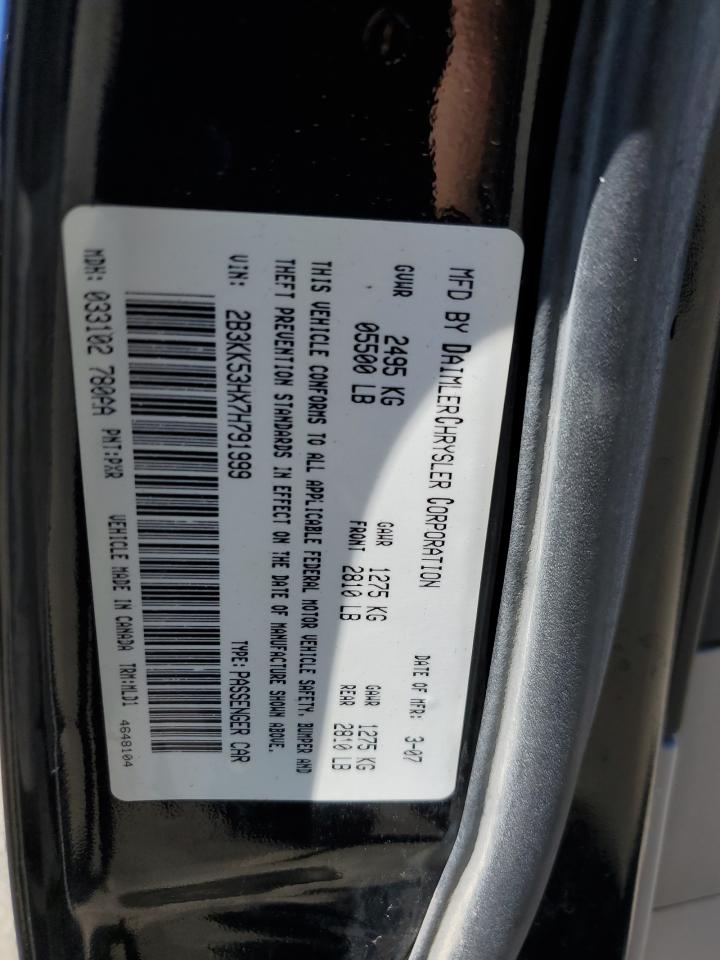 MFD BY DAIMLERCHRYSLER CORPORATION DATE OF MFR: 3-07
GVWR 2495 KG GAWR 1275 KG GAWR 1275 KG
05500 LB FRONT 2810 LB REAR 2810 LB
THIS VEHICLE CONFORMS TO ALL APPLICABLE FEDERAL MOTOR VEHICLE SAFETY, BUMPER AND
THEFT PREVENTION STANDARDS IN EFFECT ON THE DATE OF MANUFACTURE SHOWN ABOVE.
VIN: 2B3KK53HX7H791999 TYPE: PASSENGER CAR
MDH: 033102 780AA PNT:PXR VEHICLE MADE IN CANADA TRM:MLD1 4648104